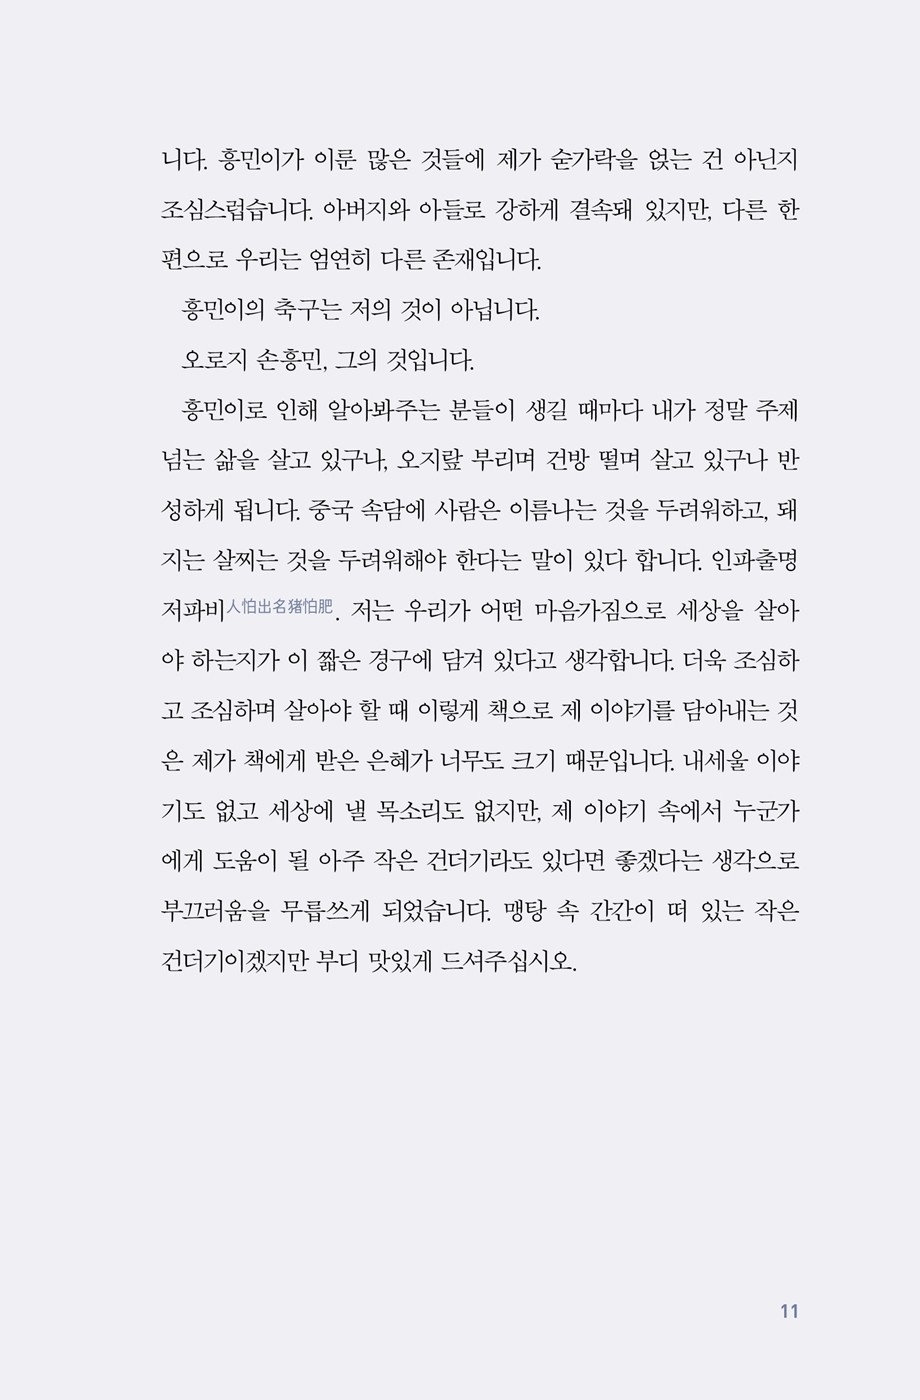 니다. 흥민이가 이룬 많은 것들에 제가 숟가락을 얹는 건 아닌지
조심스럽습니다. 아버지와 아들로 강하게 결속돼 있지만, 다른 한
편으로 우리는 엄연히 다른 존재입니다.
흥민이의 축구는 저의 것이 아닙니다.
오로지 손흥민, 그의 것입니다.
흥민이로 인해 알아봐주는 분들이 생길 때마다 내가 정말 주제
넘는 삶을 살고 있구나, 오지랖 부리며 건방 떨며 살고 있구나 반
성하게 됩니다. 중국 속담에 사람은 이름나는 것을 두려워하고, 돼
지는 살찌는 것을 두려워해야 한다는 말이 있다 합니다. 인파출명
저파비人怕出名猪怕肥. 저는 우리가 어떤 마음가짐으로 세상을 살아
야 하는지가 이 짧은 경구에 담겨 있다고 생각합니다. 더욱 조심하
고 조심하며 살아야 할 때 이렇게 책으로 제 이야기를 담아내는 것
은 제가 책에게 받은 은혜가 너무도 크기 때문입니다. 내세울 이야
기도 없고 세상에 낼 목소리도 없지만, 제 이야기 속에서 누군가
에게 도움이 될 아주 작은 건더기라도 있다면 좋겠다는 생각으로
부끄러움을 무릅쓰게 되었습니다. 맹탕 속 간간이 떠 있는 작은
건더기이겠지만 부디 맛있게 드셔주십시오.
11